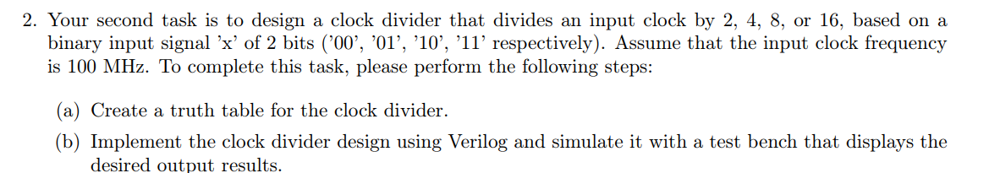 2. Your second task is to design a clock divider that divides an input clock by 2, 4, 8, or 16, based on a
binary input signal ’x’ of 2 bits (’00’, ’01’, ’10’, ’11’ respectively). Assume that the input clock frequency
is 100 MHz. To complete this task, please perform the following steps:
(a) Create a truth table for the clock divider.
(b) Implement the clock divider design using Verilog and simulate it with a test bench that displays the
desired output results.